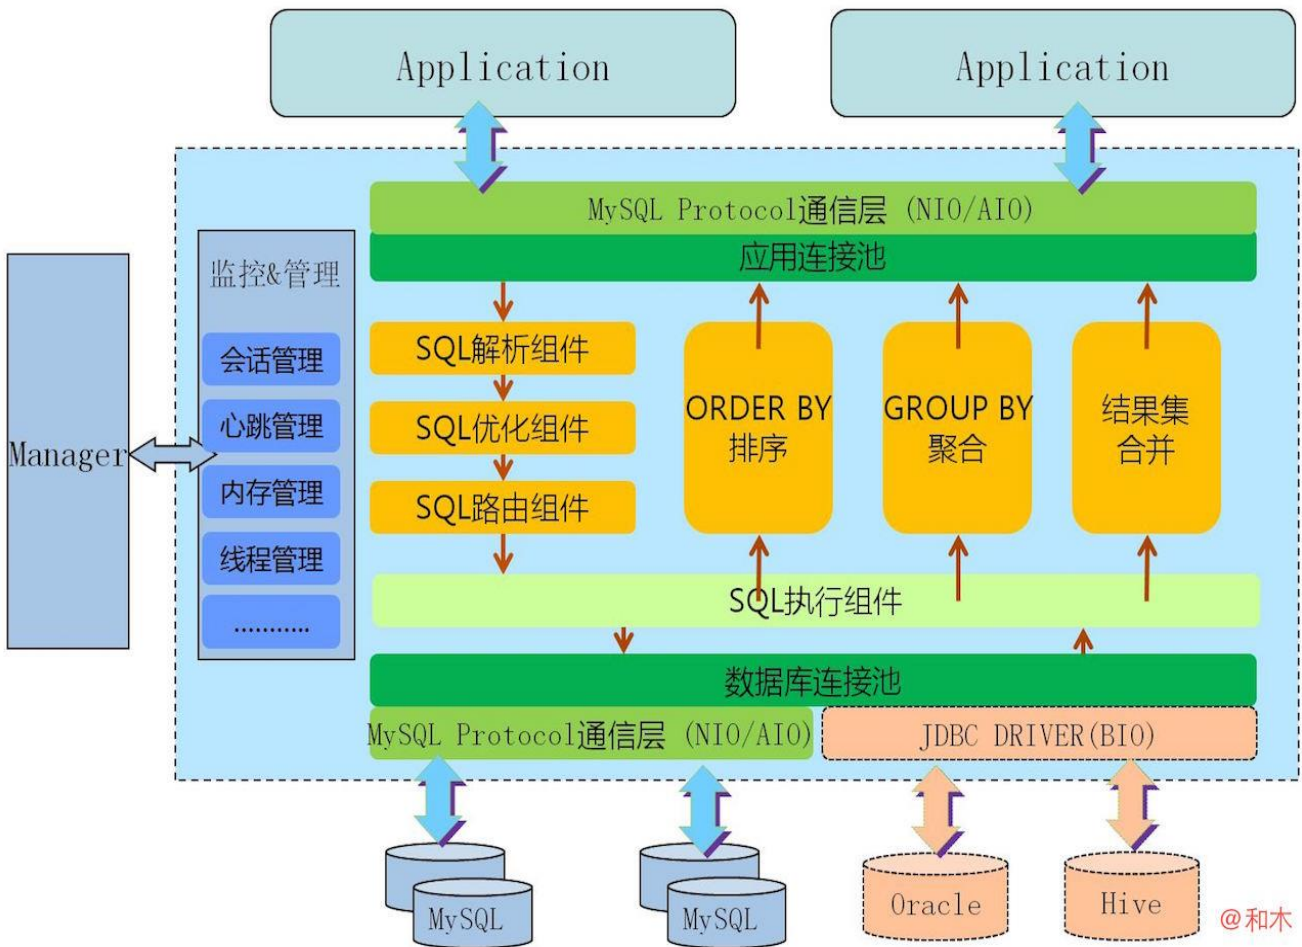 Application
Application
MySQL Protocol通信层 (NIO/AIO)
应用连接池
监控&管理
会话管理
心跳管理
内存管理
线程管理
...........
Manager
SQL解析组件
SQL优化组件
SQL路由组件
ORDER BY
排序
GROUP BY
聚合
结果集
合并
SQL执行组件
数据库连接池
MySQL Protocol通信层 (NIO/AIO)
JDBC DRIVER(BIO)
MySQL
MySQL
Oracle
Hive
@和木